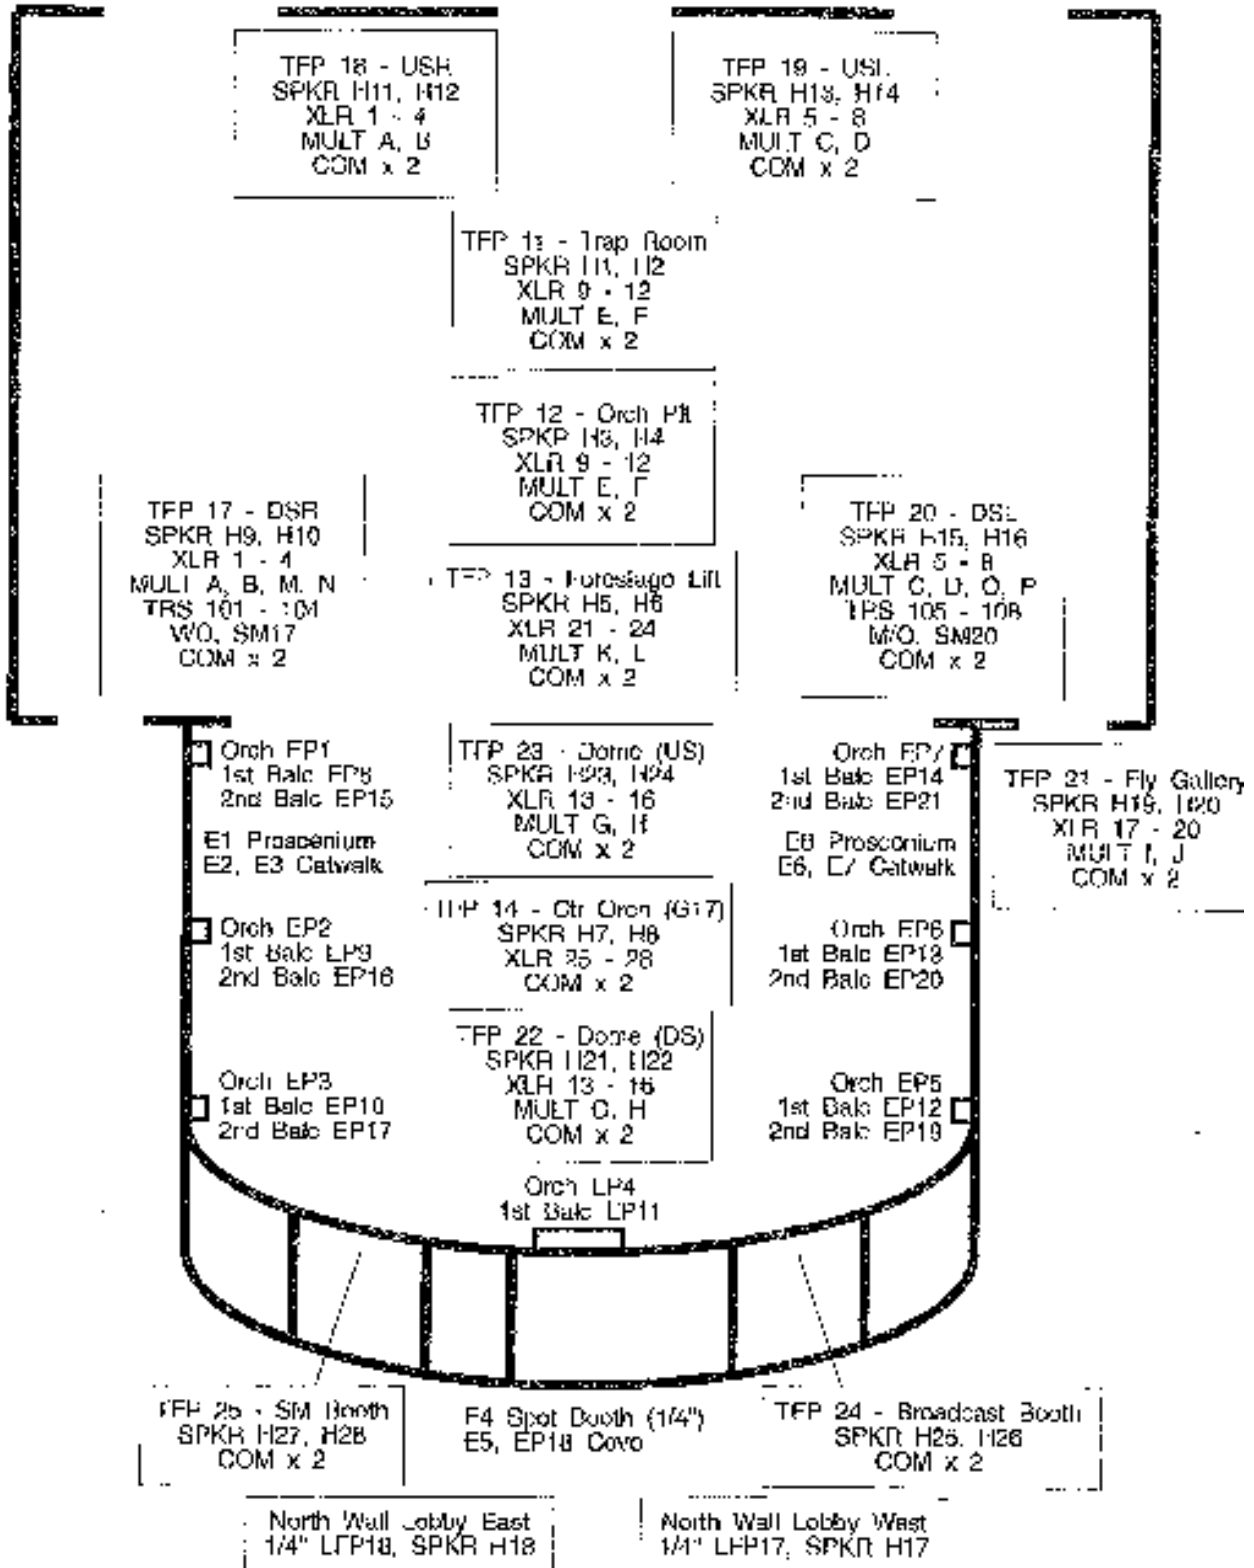 TFP 18 - USR
SPKR H11, H12
XLR 1 - 4
MULT A, B
COM x 2
TFP 19 - USL
SPKR H13, H14
XLR 5 - 8
MULT C, D
COM x 2
TFP 11 - Trap Room
SPKR H1, H2
XLR 9 - 12
MULT E, F
COM x 2
TFP 12 - Orch Pit
SPKR H3, H4
XLR 9 - 12
MULT E, F
COM x 2
TFP 17 - DSR
SPKR H9, H10
XLR 1 - 4
MULT A, B, M, N
TRS 101 - 104
SM17
COM x 2
TFP 13 - Forestage Lift
SPKR H5, H6
XLR 21 - 24
MULT K, L
COM x 2
TFP 20 - DSL
SPKR H15, H16
XLR 5 - 8
MULT C, D, O, P
TRS 105 - 108
SM20
COM x 2
Orch EP1
1st Balc EP8
2nd Balc EP15
E1 Proscenium
E2, E3 Catwalk
TFP 23 - Dome (US)
SPKR H23, H24
XLR 13 - 16
MULT G, H
COM x 2
Orch EP7
1st Balc EP14
2nd Balc EP21
Proscenium
E6, E7 Catwalk
TFP 21 - Fly Gallery
SPKR H19, H20
XLR 17 - 20
MULT I, J
COM x 2
Orch EP2
1st Balc EP9
2nd Balc EP16
TFP 14 - Ctr Orch (G17)
SPKR H7, H8
XLR 25 - 28
COM x 2
Orch EP6
1st Balc EP13
2nd Balc EP20
Orch EP3
1st Balc EP10
2nd Balc EP17
TFP 22 - Dome (DS)
SPKR H21, H22
XLR 13 - 16
MULT G, H
COM x 2
Orch EP5
1st Balc EP12
2nd Balc EP19
Orch EP4
1st Balc EP11
TFP 25 - SM Booth
SPKR H27, H28
COM x 2
E4 Spot Booth (1/4")
E5, EP18 Cove
TFP 24 - Broadcast Booth
SPKR H25, H26
COM x 2
North Wall Lobby East
1/4" LFP18, SPKR H18
North Wall Lobby West
1/4" LFP17, SPKR H17